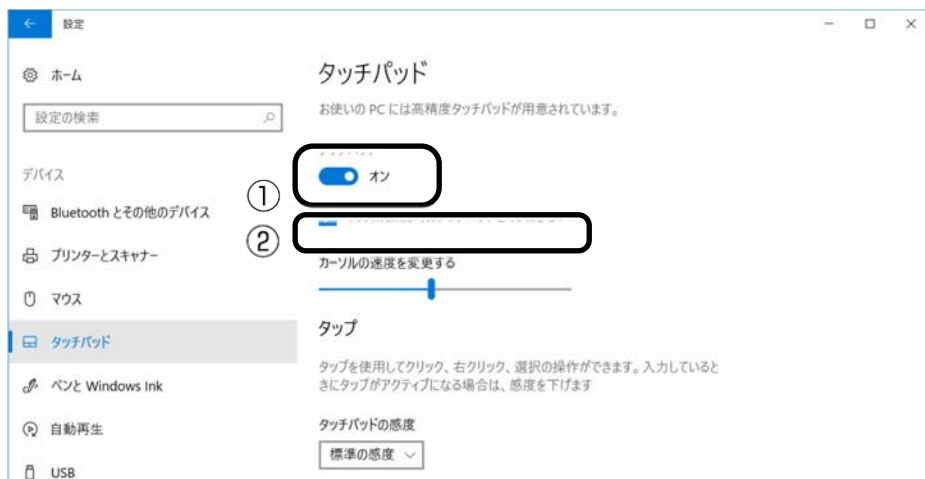 設定
ホーム
設定の検索
デバイス
Bluetooth とその他のデバイス
プリンターとスキャナー
マウス
タッチパッド
ペンと Windows Ink
自動再生
USB
タッチパッド
お使いの PC には高精度タッチパッドが用意されています。
① オン
②
カーソルの速度を変更する
タップ
タップを使用してクリック、右クリック、選択の操作ができます。入力していると
きにタップがアクティブになる場合は、感度を下げます
タッチパッドの感度
標準の感度